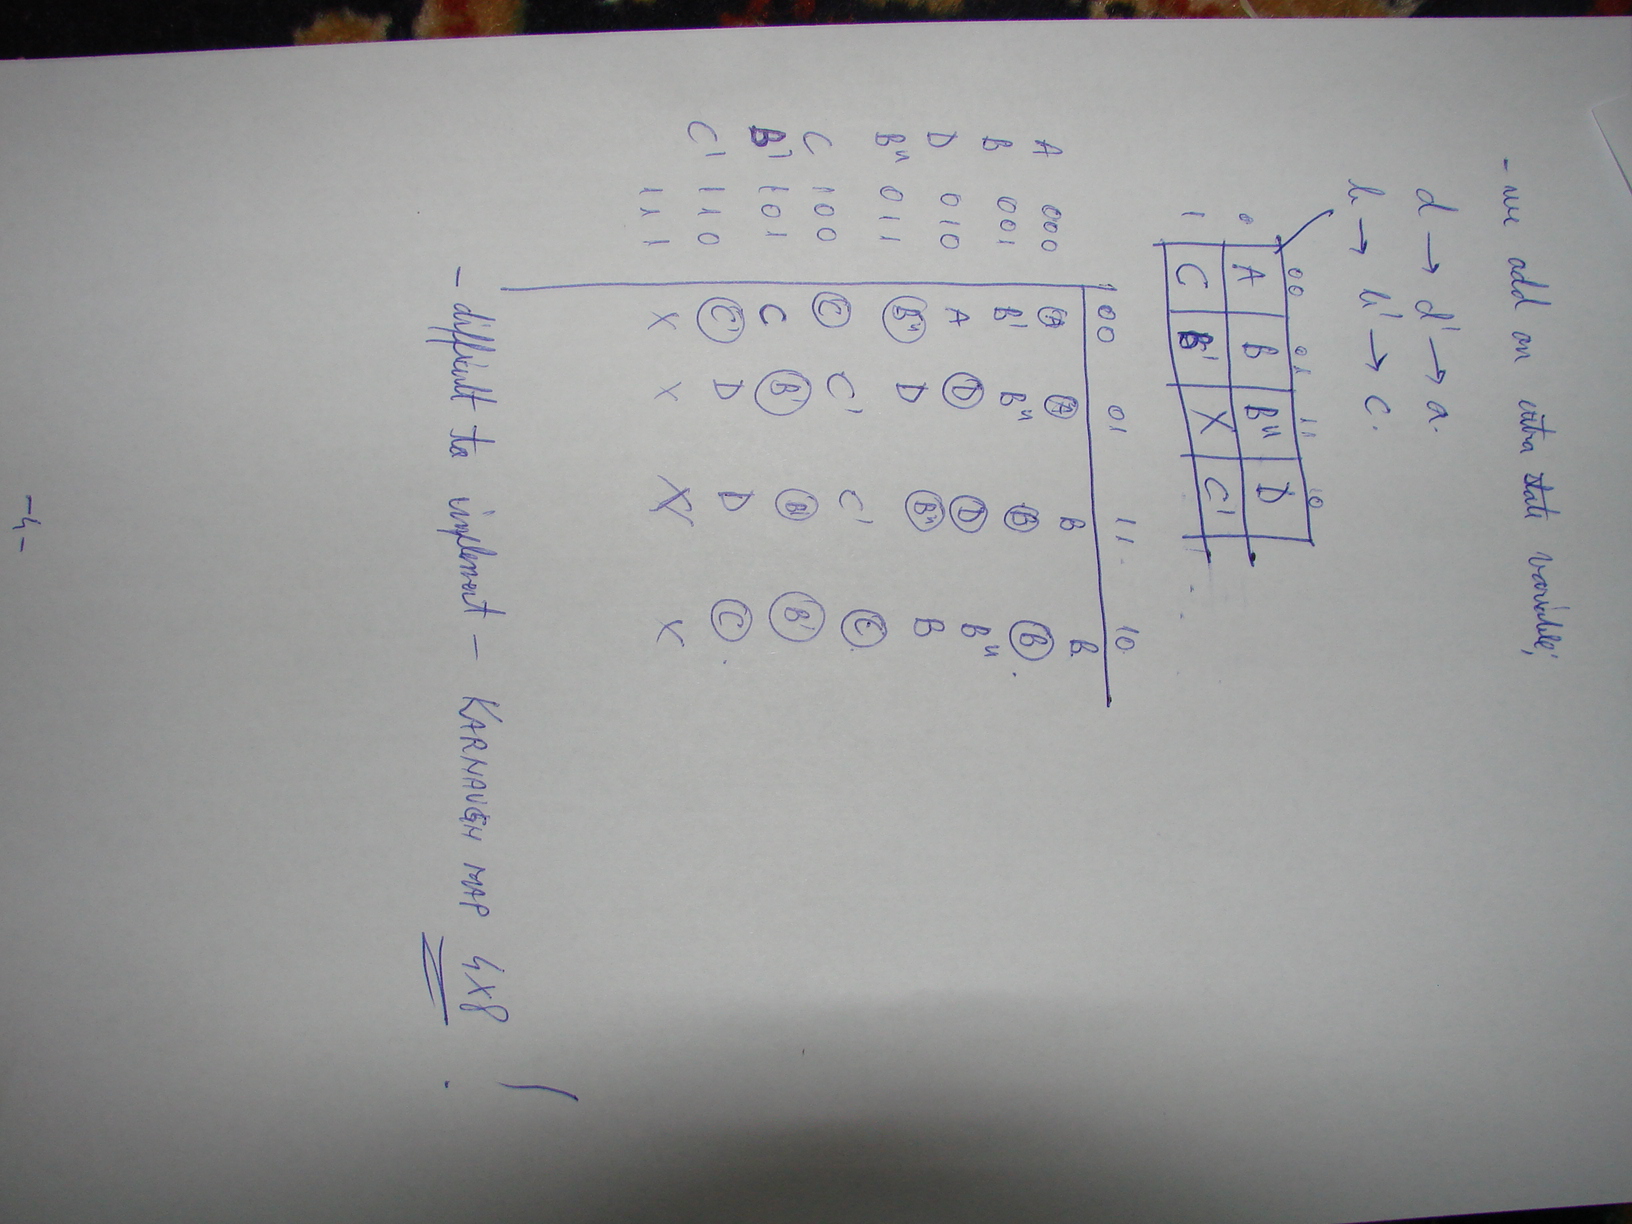 - we add an extra state variable;
d → d' → a.
b → b' → c.
00 01 11 10
0 A B B" D
1 C B' X C'
00 01 11 10
A 000 A A B B
B 001 B' B" B B
D 010 A D D B"
B" 011 B" D B" B
C 100 C C' C' C
B' 101 C B' B' B'
C' 110 C' D D C
111 X X X X
- difficult to implement - KARNAUGH MAP 4x8 !
-4-